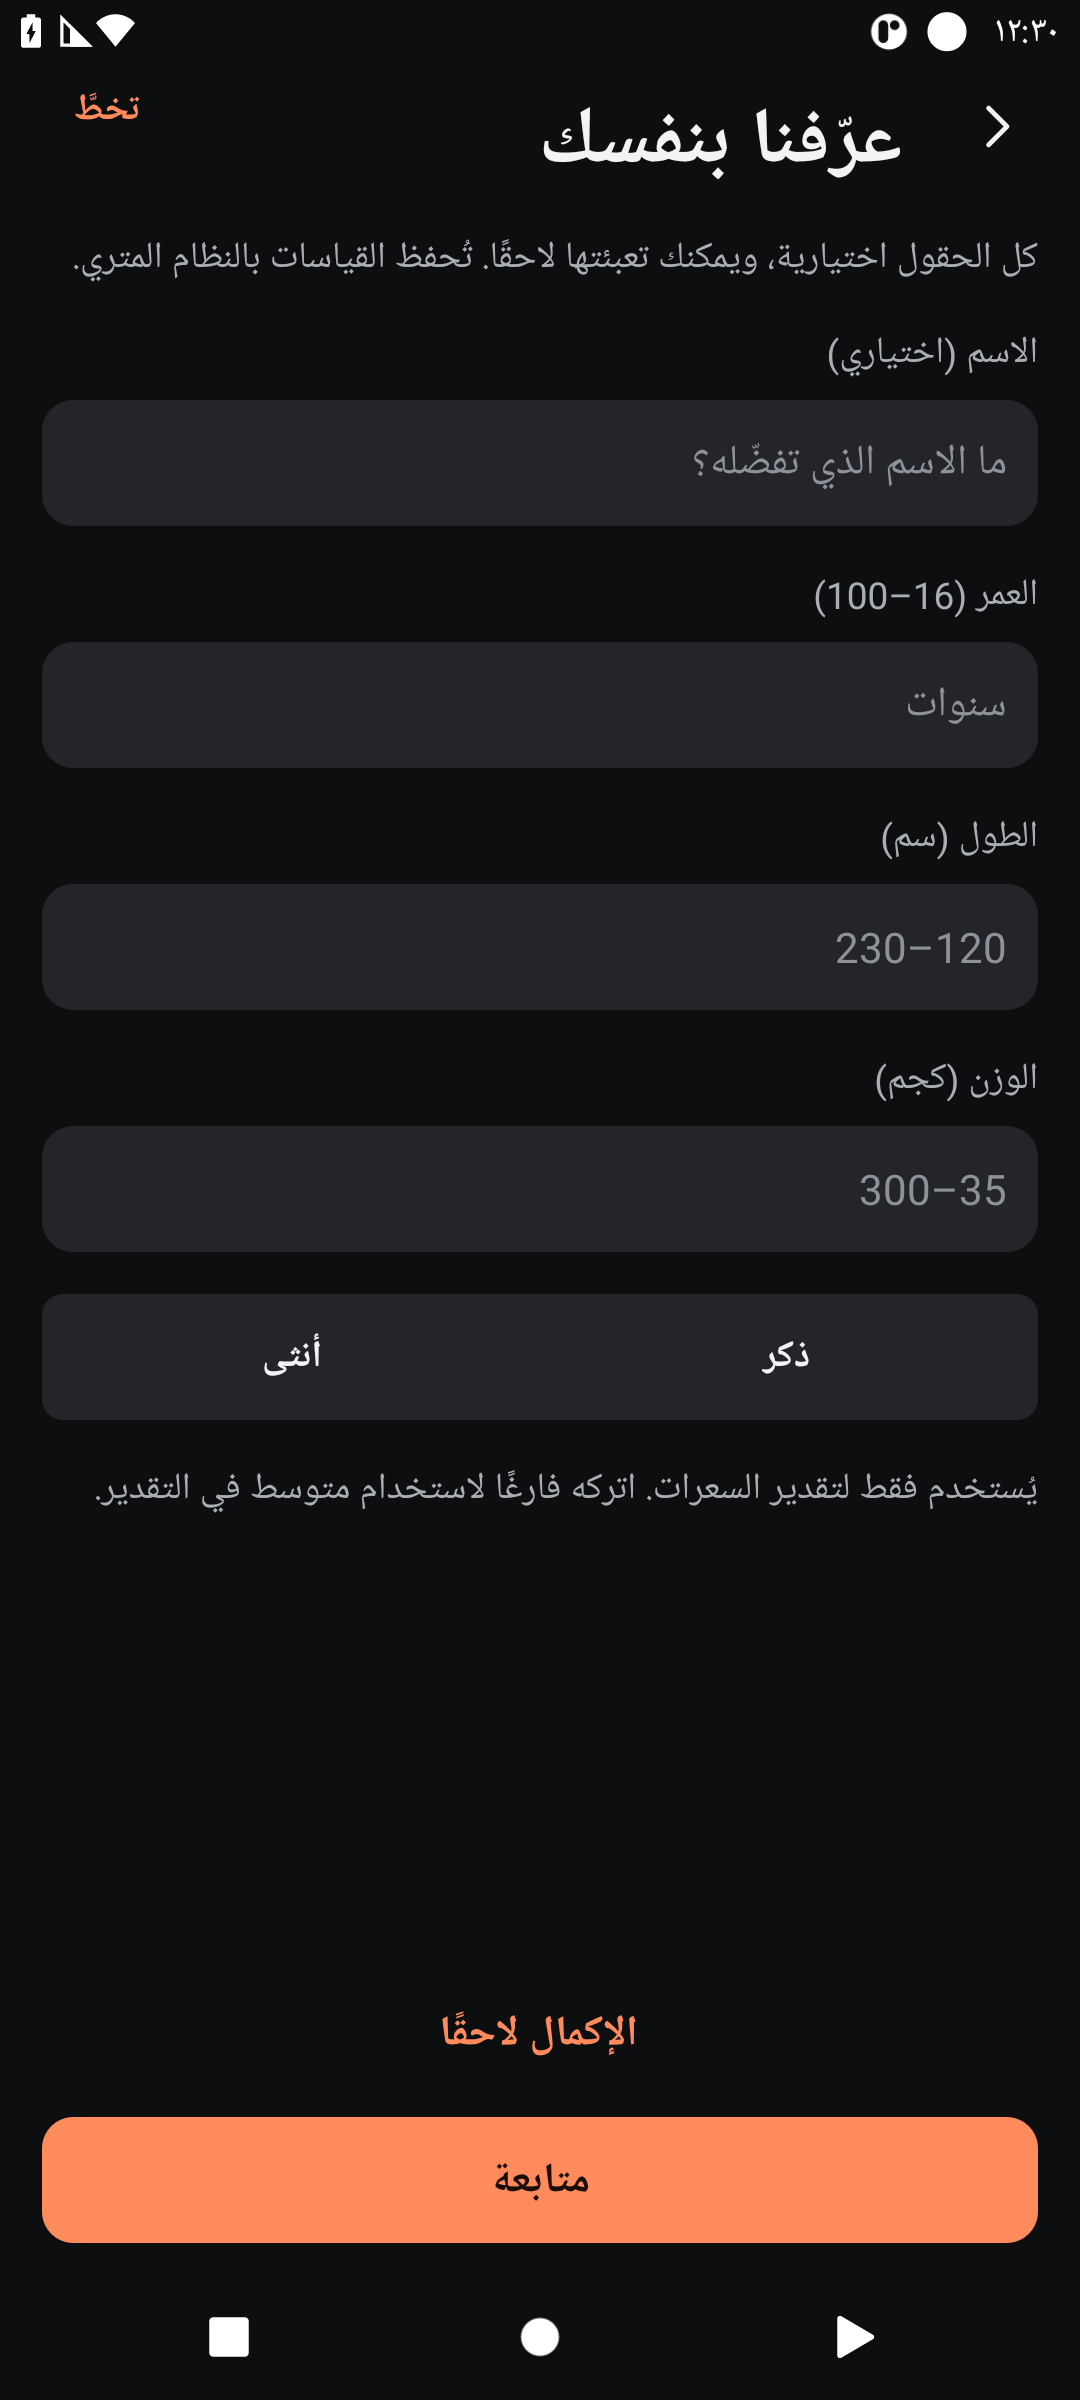 ١٢:٣٠
عرّفنا بنفسك
تخطَّ
كل الحقول اختيارية، ويمكنك تعبئتها لاحقًا. تُحفظ القياسات بالنظام المتري.
الاسم (اختياري)
ما الاسم الذي تفضّله؟
العمر (16–100)
سنوات
الطول (سم)
120–230
الوزن (كجم)
35–300
ذكر
أنثى
يُستخدم فقط لتقدير السعرات. اتركه فارغًا لاستخدام متوسط في التقدير.
الإكمال لاحقًا
متابعة